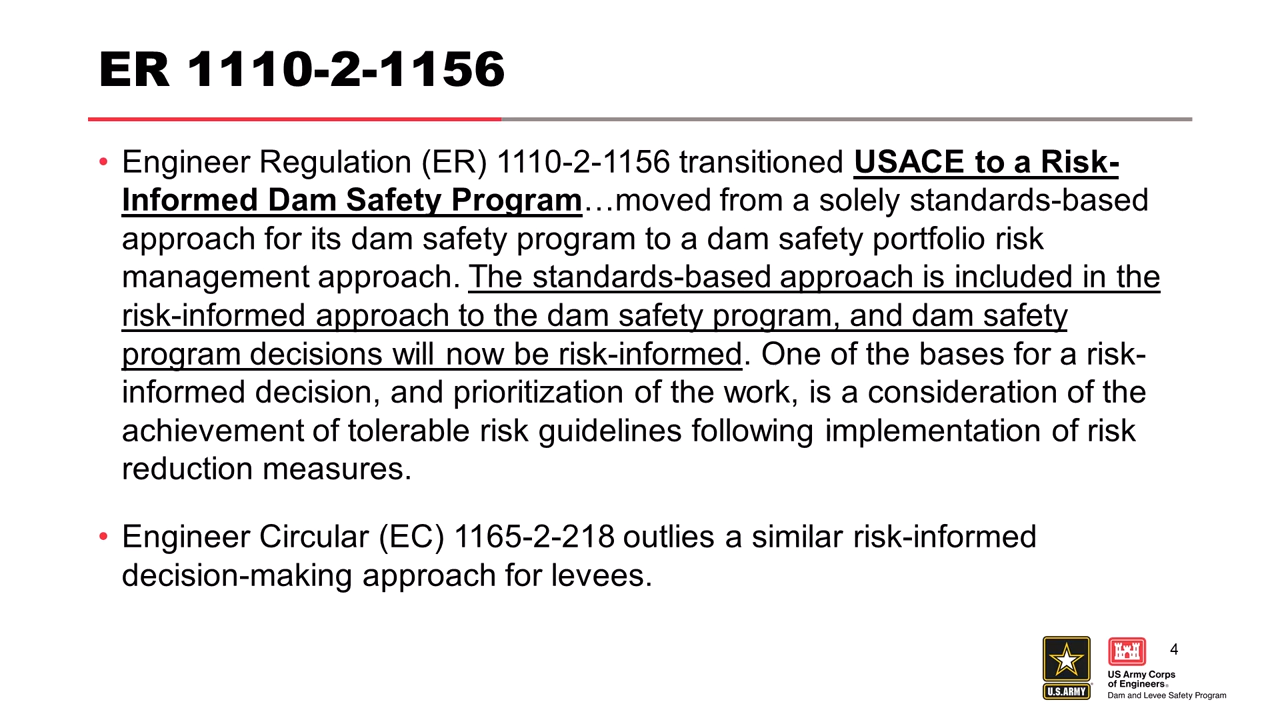 ER 1110-2-1156
• Engineer Regulation (ER) 1110-2-1156 transitioned USACE to a Risk-
Informed Dam Safety Program…moved from a solely standards-based
approach for its dam safety program to a dam safety portfolio risk
management approach. The standards-based approach is included in the
risk-informed approach to the dam safety program, and dam safety
program decisions will now be risk-informed. One of the bases for a risk-
informed decision, and prioritization of the work, is a consideration of the
achievement of tolerable risk guidelines following implementation of risk
reduction measures.
• Engineer Circular (EC) 1165-2-218 outlies a similar risk-informed
decision-making approach for levees.
4
U.S.ARMY
US Army Corps
of Engineers®
Dam and Levee Safety Program